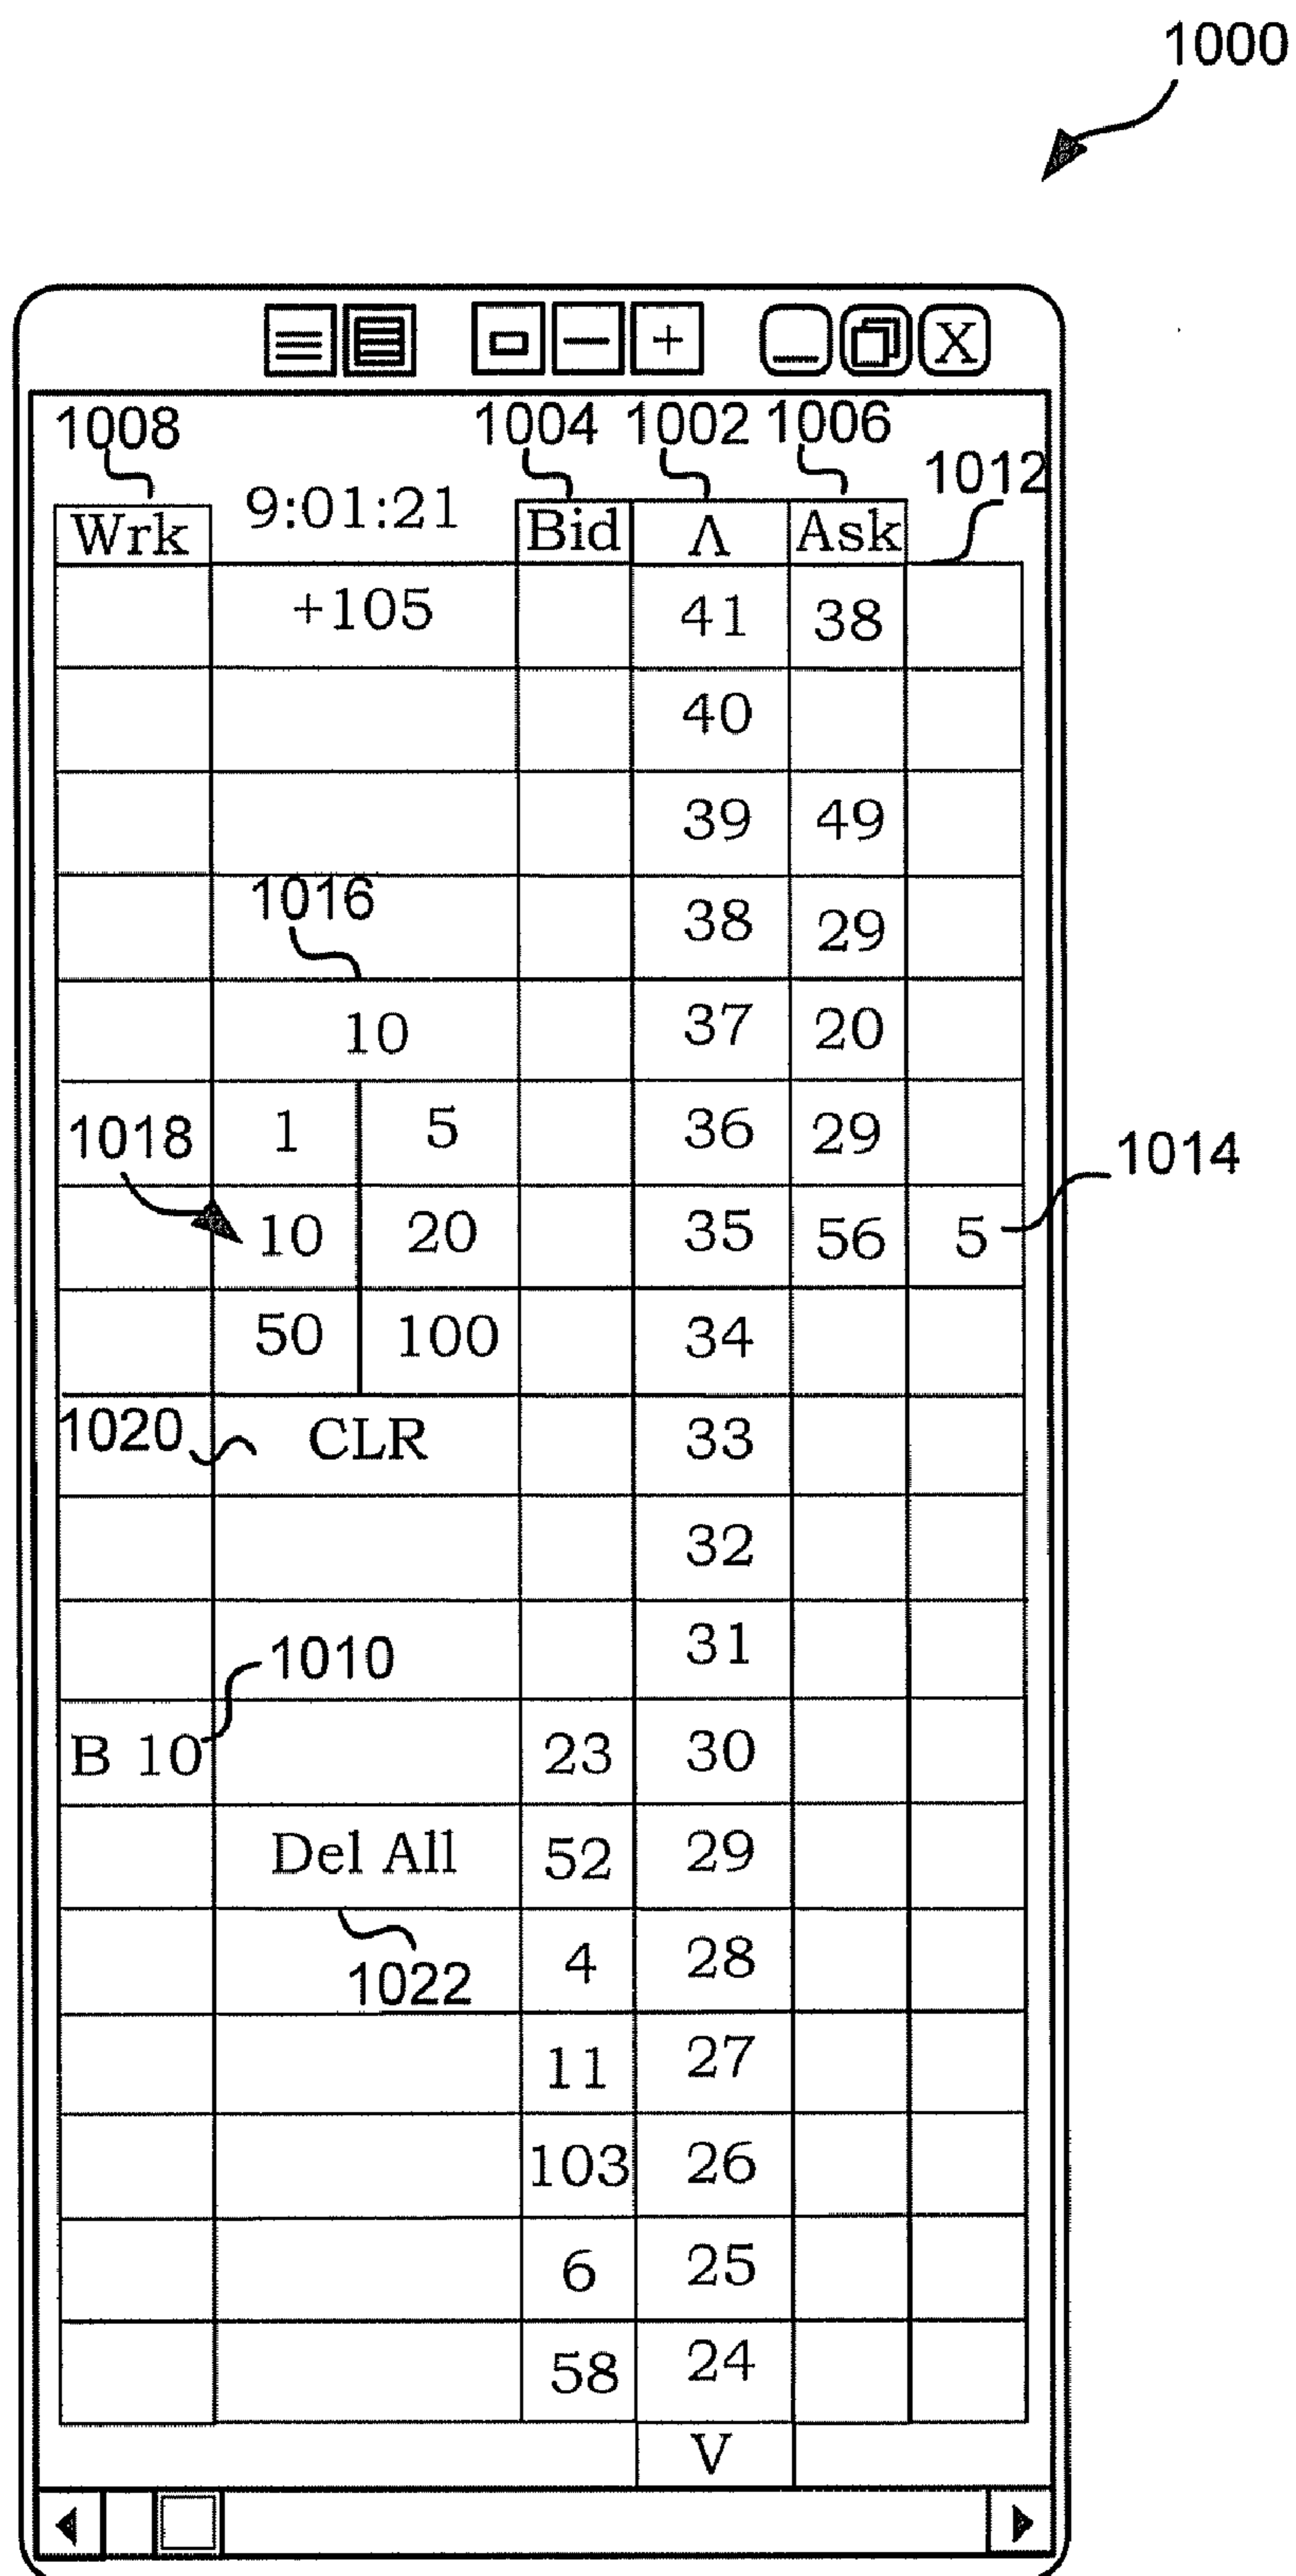 1000
X
1008 1004 1002 1006
9:01:21 1012
Wrk Bid Λ Ask
+105 41 38
40
39 49
1016 38 29
10 37 20
1018 1 5 36 29 1014
10 20 35 56 5
50 100 34
1020 CLR 33
32
1010 31
B 10 23 30
Del All 52 29
1022 4 28
11 27
103 26
6 25
58 24
V